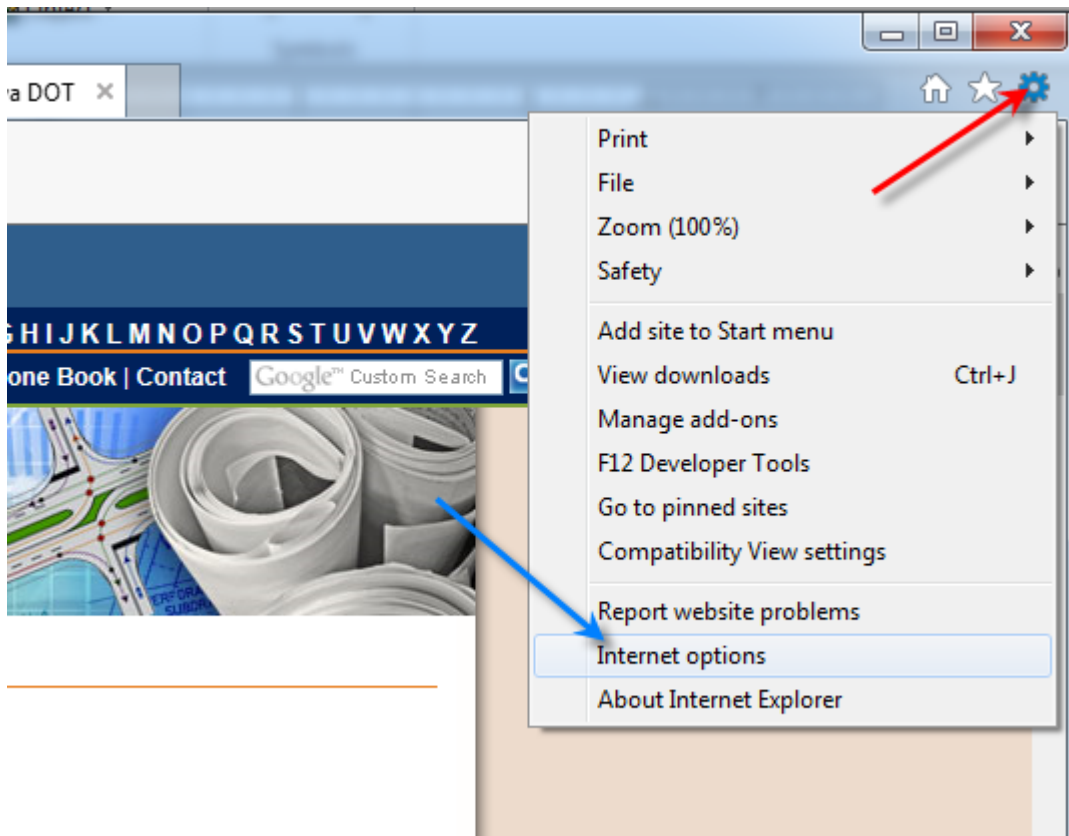 va DOT
Print
File
Zoom (100%)
Safety
Add site to Start menu
View downloads Ctrl+J
Manage add-ons
F12 Developer Tools
Go to pinned sites
Compatibility View settings
Report website problems
Internet options
About Internet Explorer
G H I J K L M N O P Q R S T U V W X Y Z
one Book | Contact
Google™ Custom Search